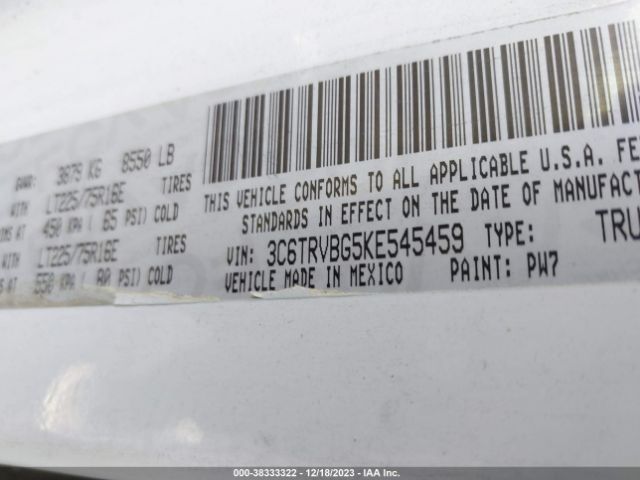 GVWR: 3879 KG 8550 LB
WITH LT225/75R16E TIRES
450 KPA ( 65 PSI) COLD
WITH LT225/75R16E TIRES
AT 550 KPA ( 80 PSI) COLD
THIS VEHICLE CONFORMS TO ALL APPLICABLE U.S.A. FE
STANDARDS IN EFFECT ON THE DATE OF MANUFACT
VIN: 3C6TRVBG5KE545459 TYPE: TRU
VEHICLE MADE IN MEXICO PAINT: PW7
000-38333322 • 12/18/2023 - IAA Inc.